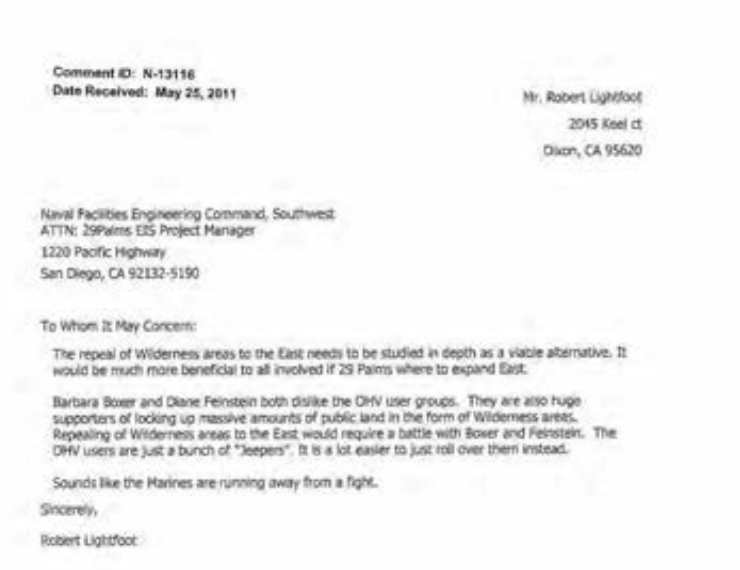 Comment ID: N-13116
Date Received: May 25, 2011
Mr. Robert Lightfoot
2045 Keel ct
Dixon, CA 95620
Naval Facilities Engineering Command, Southwest
ATTN: 29Palms EIS Project Manager
1220 Pacific Highway
San Diego, CA 92132-5190
To Whom It May Concern:
The repeal of Wilderness areas to the East needs to be studied in depth as a viable alternative. It
would be much more beneficial to all involved if 29 Palms where to expand East.
Barbara Boxer and Diane Feinstein both dislike the OHV user groups. They are also huge
supporters of locking up massive amounts of public land in the form of Wilderness areas.
Repealing of Wilderness areas to the East would require a battle with Boxer and Feinstein. The
OHV users are just a bunch of "Jeepers". It is a lot easier to just roll over them instead.
Sounds like the Marines are running away from a fight.
Sincerely,
Robert Lightfoot